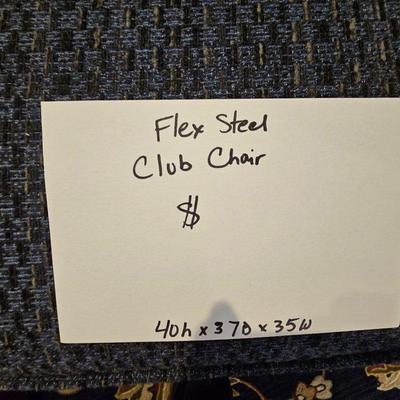 Flex Steel
Club Chair
$
40h x 37D x 35W